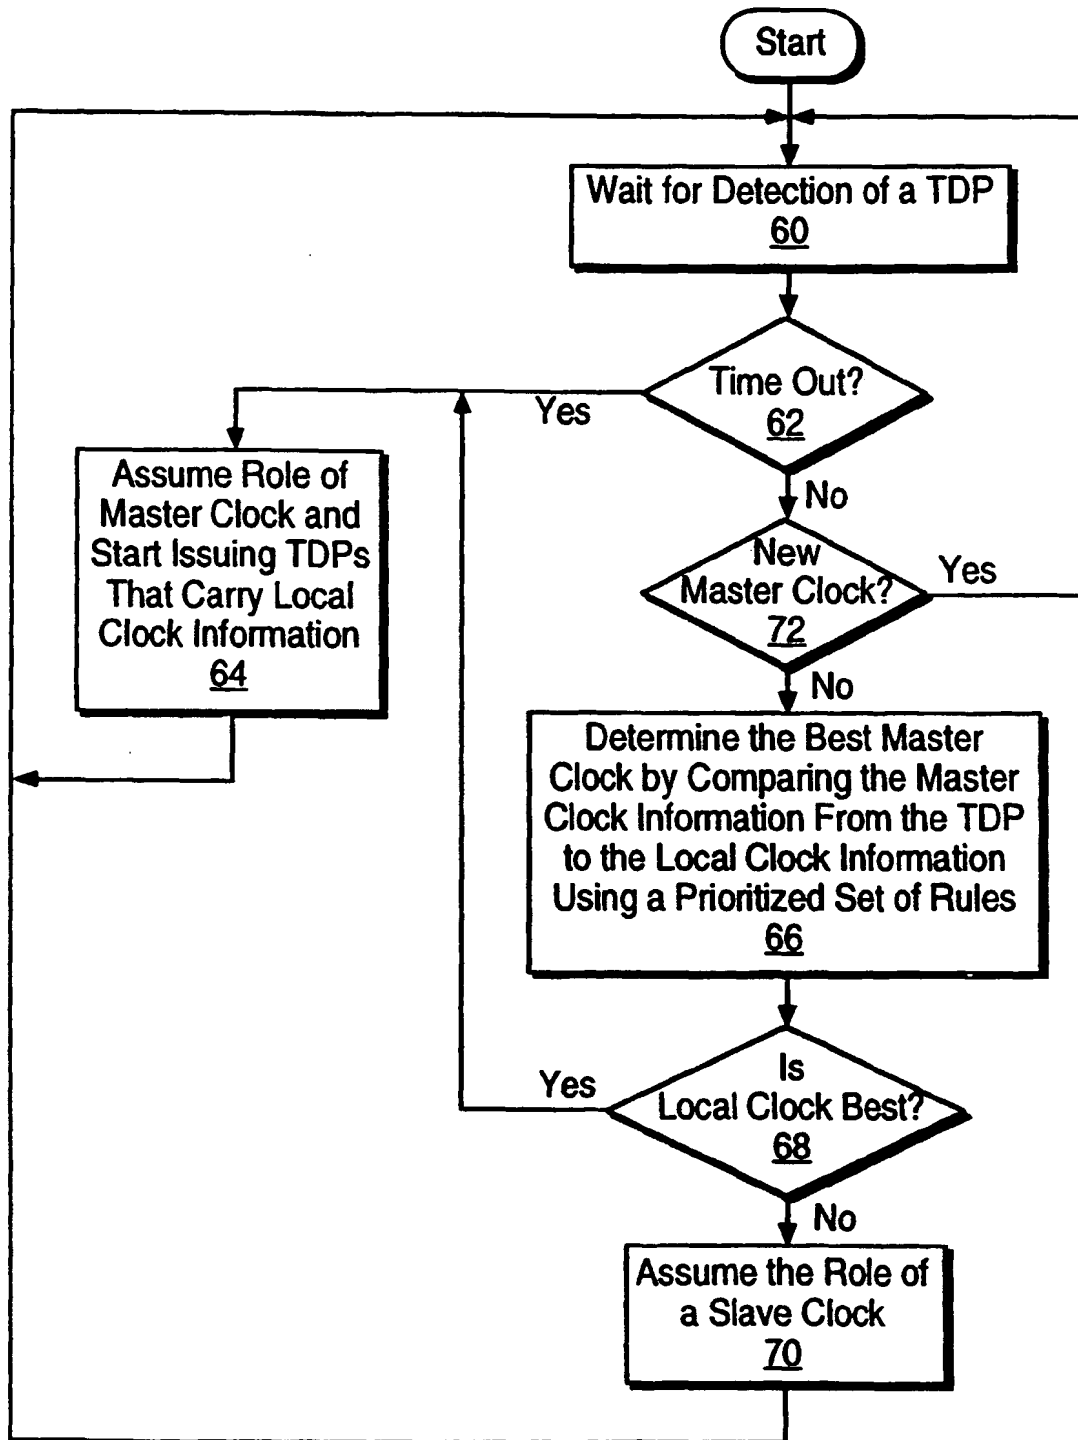 Start
Wait for Detection of a TDP
60
Time Out?
62
Yes
No
Assume Role of
Master Clock and
Start Issuing TDPs
That Carry Local
Clock Information
64
New
Master Clock?
72
Yes
No
Determine the Best Master
Clock by Comparing the Master
Clock Information From the TDP
to the Local Clock Information
Using a Prioritized Set of Rules
66
Is
Local Clock Best?
68
Yes
No
Assume the Role of
a Slave Clock
70